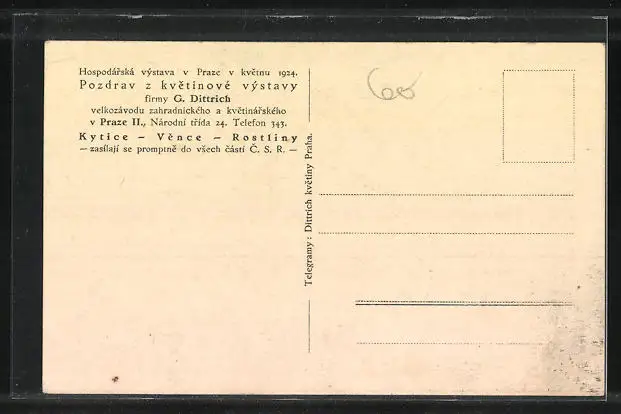 Hospodářská výstava v Praze v květnu 1924.
Pozdrav z květinové výstavy
firmy G. Dittrich
velkozávodu zahradnického a květinářského
v Praze II., Národní třída 24. Telefon 343.
Kytice – Věnce – Rostliny
— zasílají se promptně do všech částí Č. S. R. —
Telegramy: Dittrich květiny Praha.
60